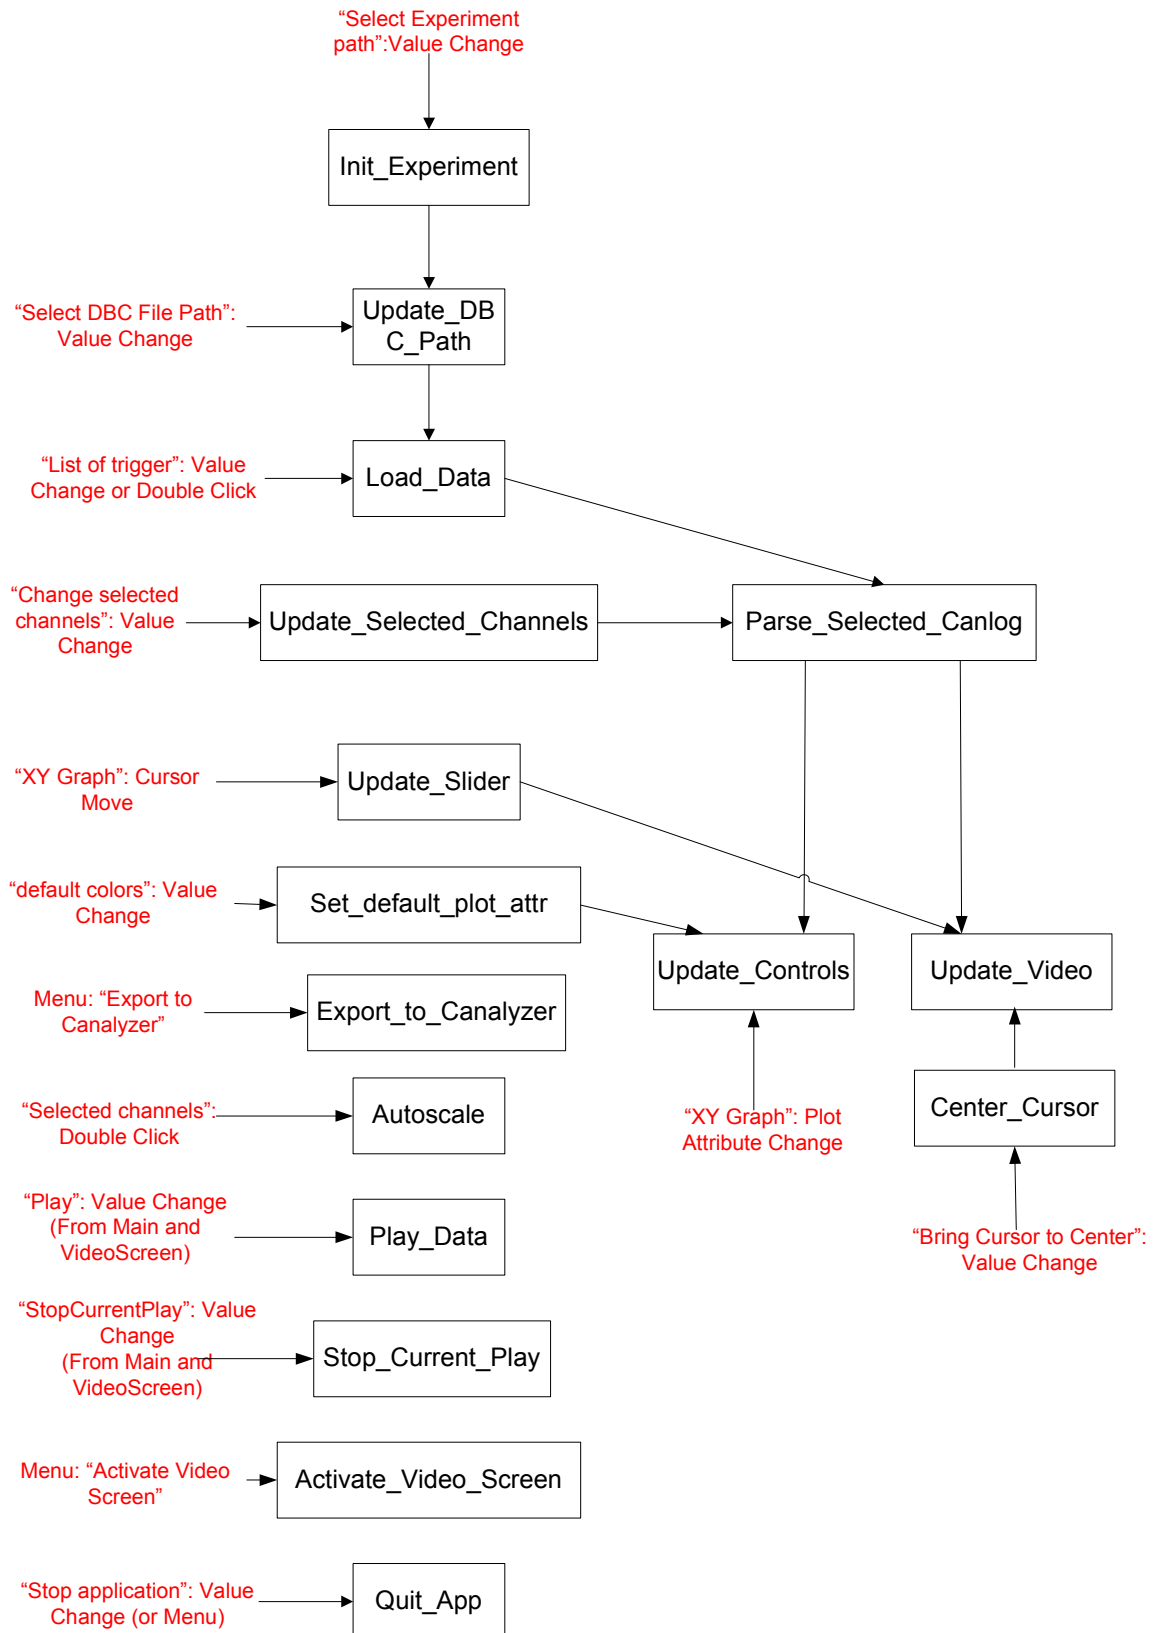 “Select Experiment
path”:Value Change
Init_Experiment
“Select DBC File Path”:
Value Change
Update_DB
C_Path
“List of trigger”: Value
Change or Double Click
Load_Data
“Change selected
channels”: Value
Change
Update_Selected_Channels
Parse_Selected_Canlog
“XY Graph”: Cursor
Move
Update_Slider
“default colors”: Value
Change
Set_default_plot_attr
Update_Controls
Update_Video
Menu: “Export to
Canalyzer”
Export_to_Canalyzer
“Selected channels”:
Double Click
Autoscale
“XY Graph”: Plot
Attribute Change
Center_Cursor
“Play”: Value Change
(From Main and
VideoScreen)
Play_Data
“Bring Cursor to Center”:
Value Change
“StopCurrentPlay”: Value
Change
(From Main and
VideoScreen)
Stop_Current_Play
Menu: “Activate Video
Screen”
Activate_Video_Screen
“Stop application”: Value
Change (or Menu)
Quit_App